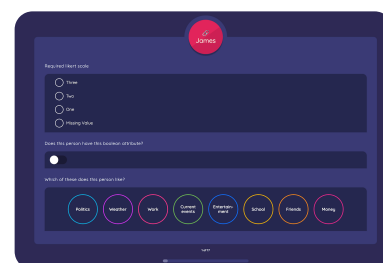 James
Required likert scale
Three
Two
One
Missing Value
Does this person have this boolean attribute?
Which of these does this person like?
Politics
Weather
Work
Current
events
Entertain-
ment
School
Friends
Money